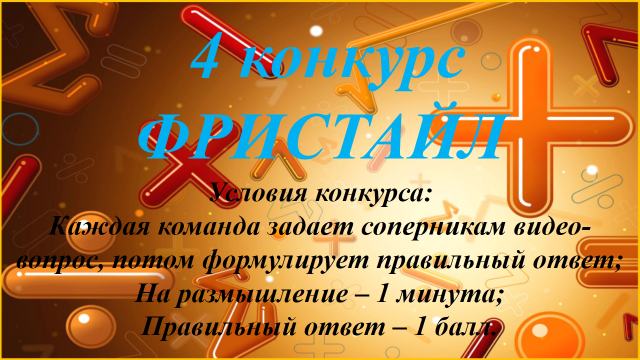 4 конкурс
ФРИСТАЙЛ
Условия конкурса:
Каждая команда задает соперникам видео-
вопрос, потом формулирует правильный ответ;
На размышление – 1 минута;
Правильный ответ – 1 балл.